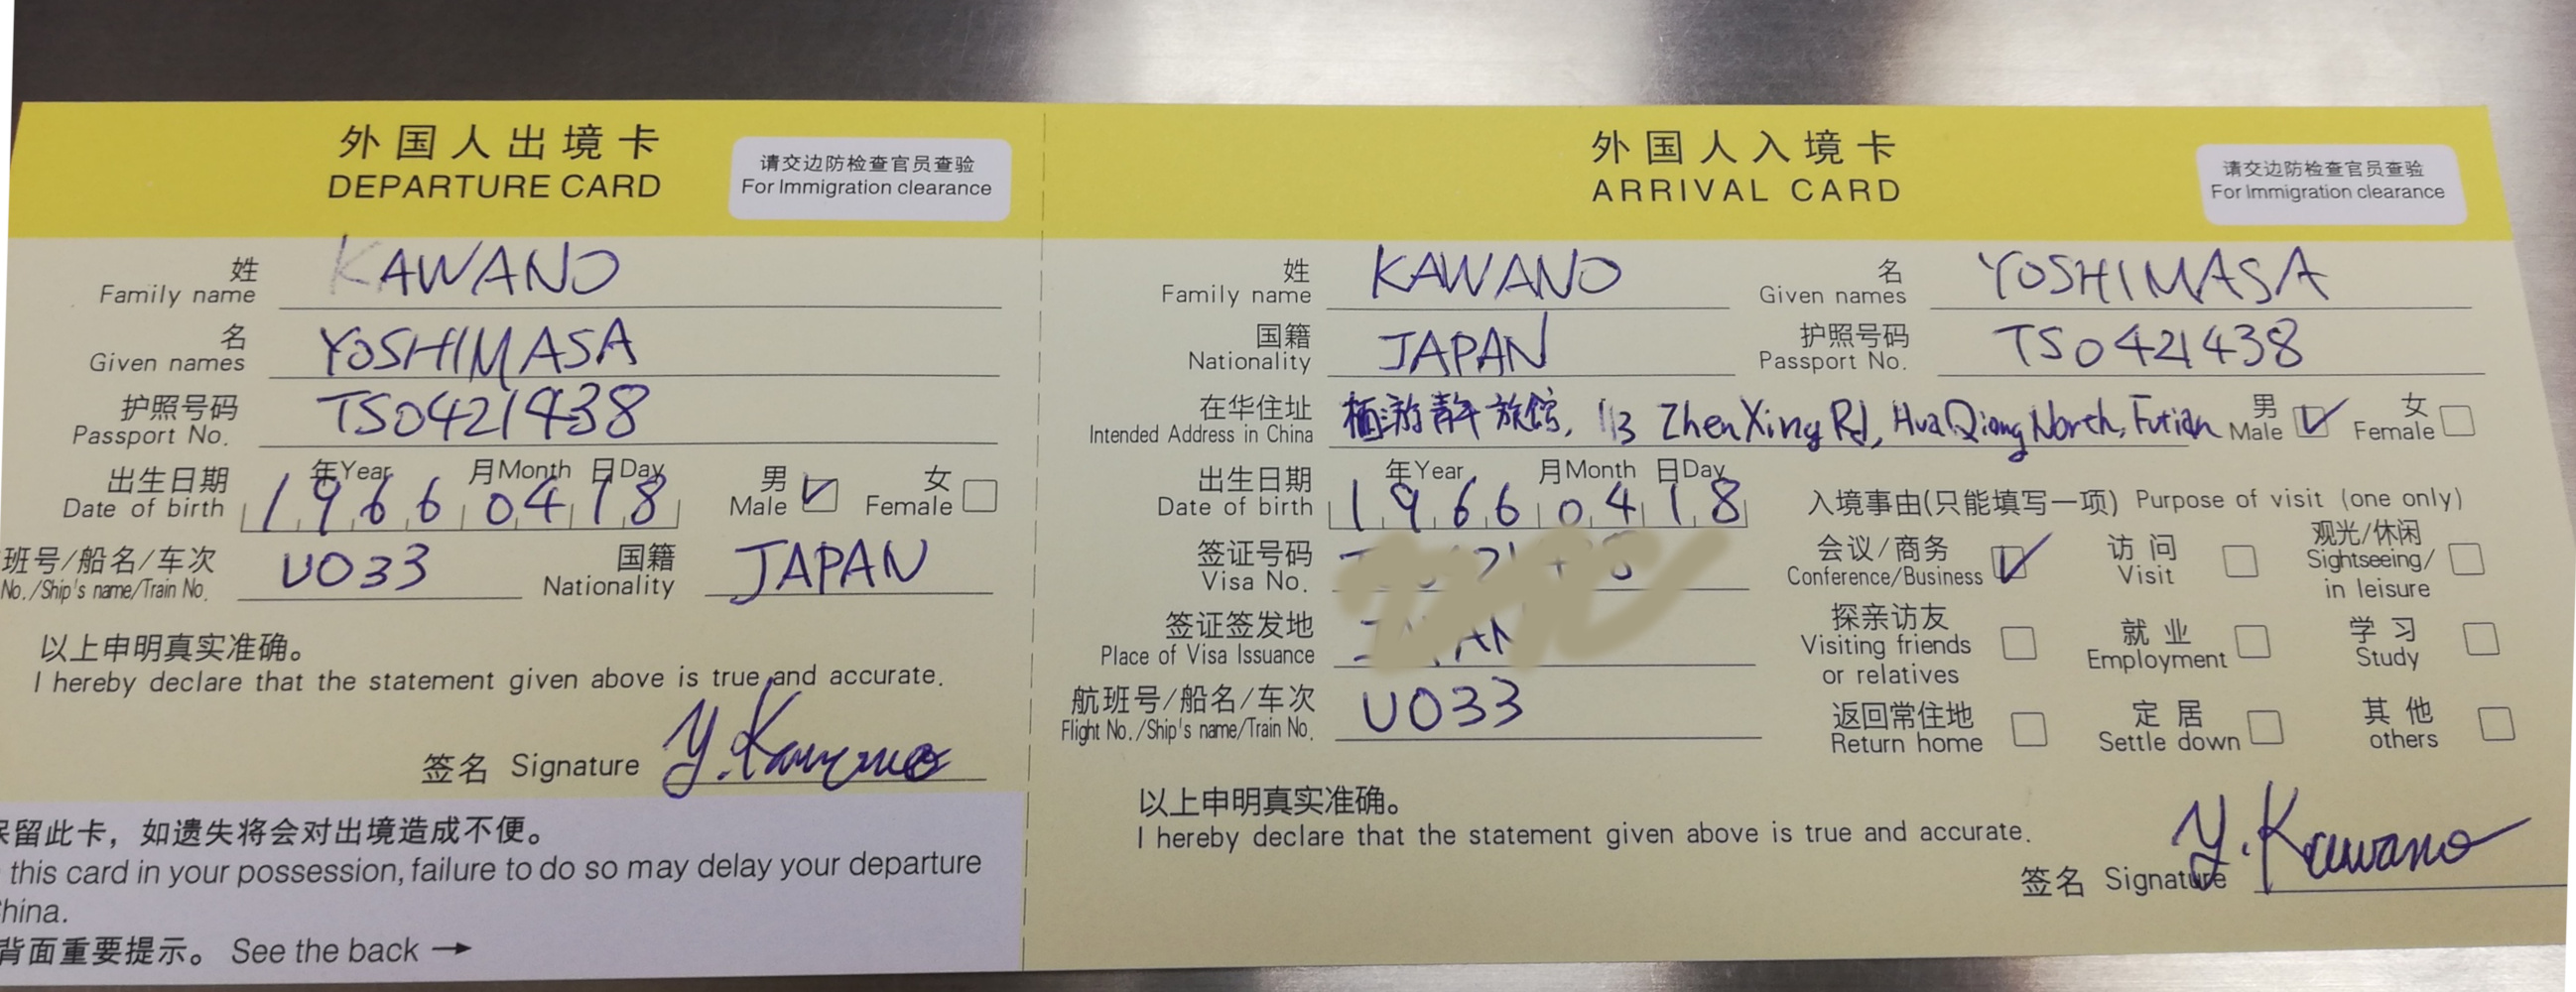 外国人出境卡
DEPARTURE CARD
请交边防检查官员查验
For Immigration clearance
姓
Family name KAWANO
名
Given names YOSHIMASA
护照号码
Passport No. TS0421438
出生日期 年Year 月Month 日Day
Date of birth 1966 04 18
男
Male
女
Female
班号/船名/车次
No./Ship's name/Train No. UO33
国籍
Nationality JAPAN
以上申明真实准确。
I hereby declare that the statement given above is true and accurate.
签名 Signature Y. Kawano
留此卡，如遗失将会对出境造成不便。
this card in your possession, failure to do so may delay your departure
hina.
背面重要提示。 See the back →
外国人入境卡
ARRIVAL CARD
请交边防检查官员查验
For Immigration clearance
姓
Family name KAWANO
名
Given names YOSHIMASA
国籍
Nationality JAPAN
护照号码
Passport No. TS0421438
在华住址
Intended Address in China 113 ZhenXing Rd, HuaQiang North, Futian
男
Male
女
Female
出生日期 年Year 月Month 日Day
Date of birth 1966 04 18
入境事由(只能填写一项) Purpose of visit (one only)
签证号码
Visa No.
会议/商务
Conference/Business
访问
Visit
观光/休闲
Sightseeing/
in leisure
签证签发地
Place of Visa Issuance
探亲访友
Visiting friends
or relatives
就业
Employment
学习
Study
航班号/船名/车次
Flight No./Ship's name/Train No. UO33
返回常住地
Return home
定居
Settle down
其他
others
以上申明真实准确。
I hereby declare that the statement given above is true and accurate.
签名 Signature Y. Kawano